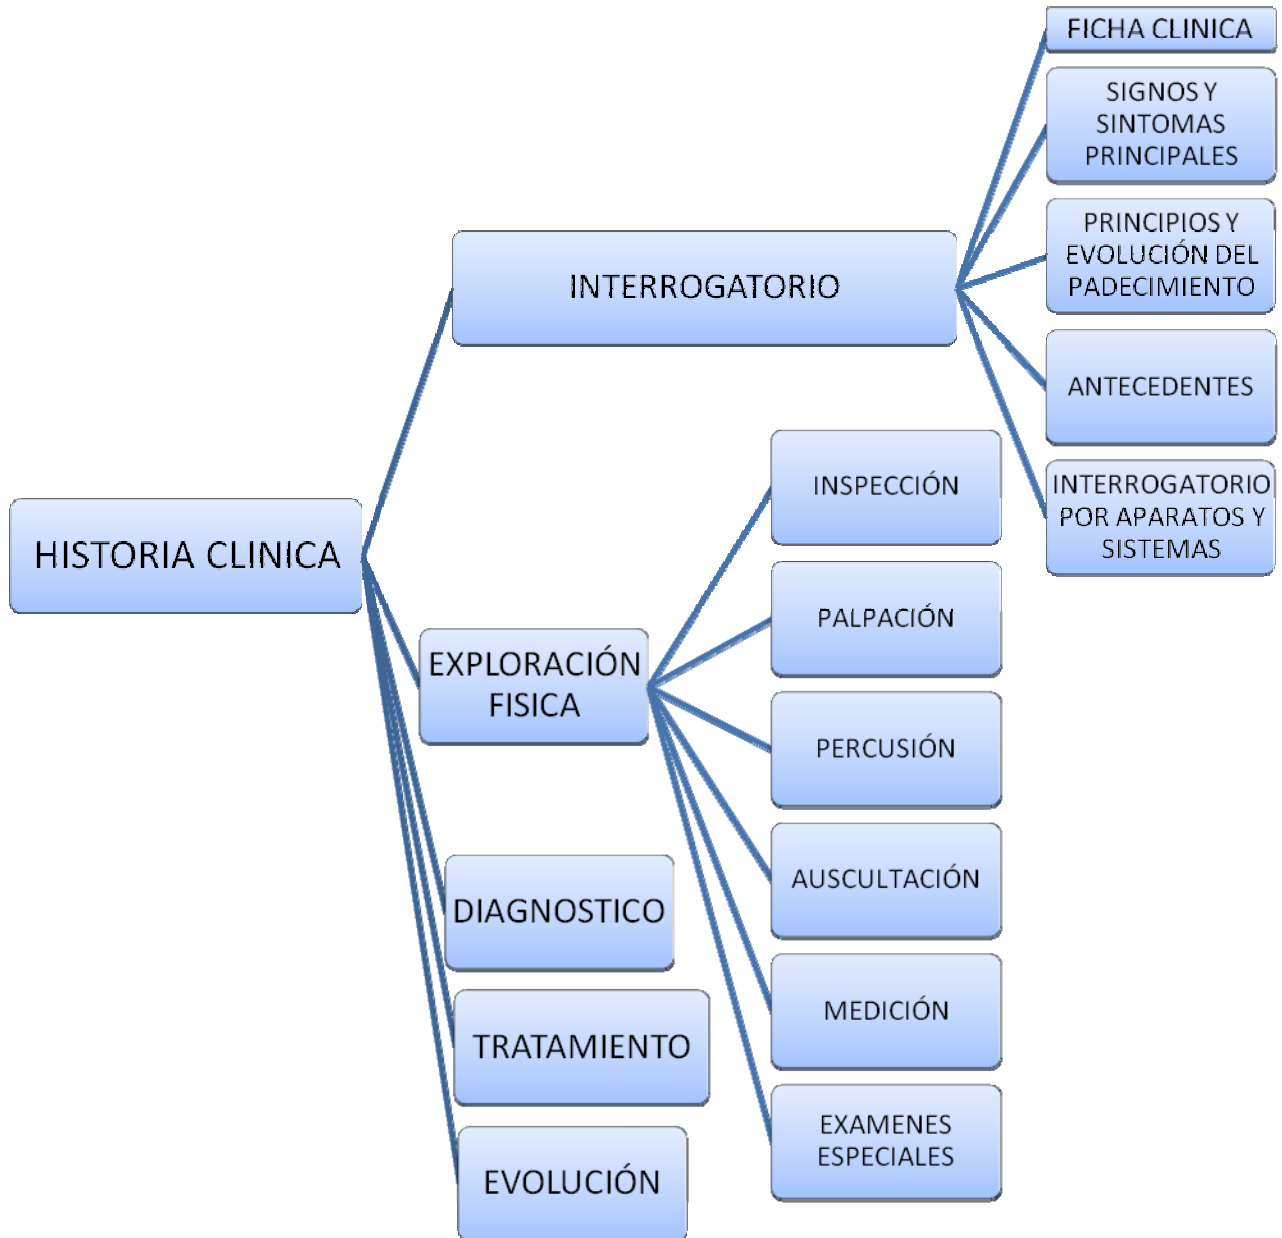 HISTORIA CLINICA
INTERROGATORIO
FICHA CLINICA
SIGNOS Y
SINTOMAS
PRINCIPALES
PRINCIPIOS Y
EVOLUCIÓN DEL
PADECIMIENTO
ANTECEDENTES
INTERROGATORIO
POR APARATOS Y
SISTEMAS
EXPLORACIÓN
FISICA
INSPECCIÓN
PALPACIÓN
PERCUSIÓN
AUSCULTACIÓN
MEDICIÓN
EXAMENES
ESPECIALES
DIAGNOSTICO
TRATAMIENTO
EVOLUCIÓN